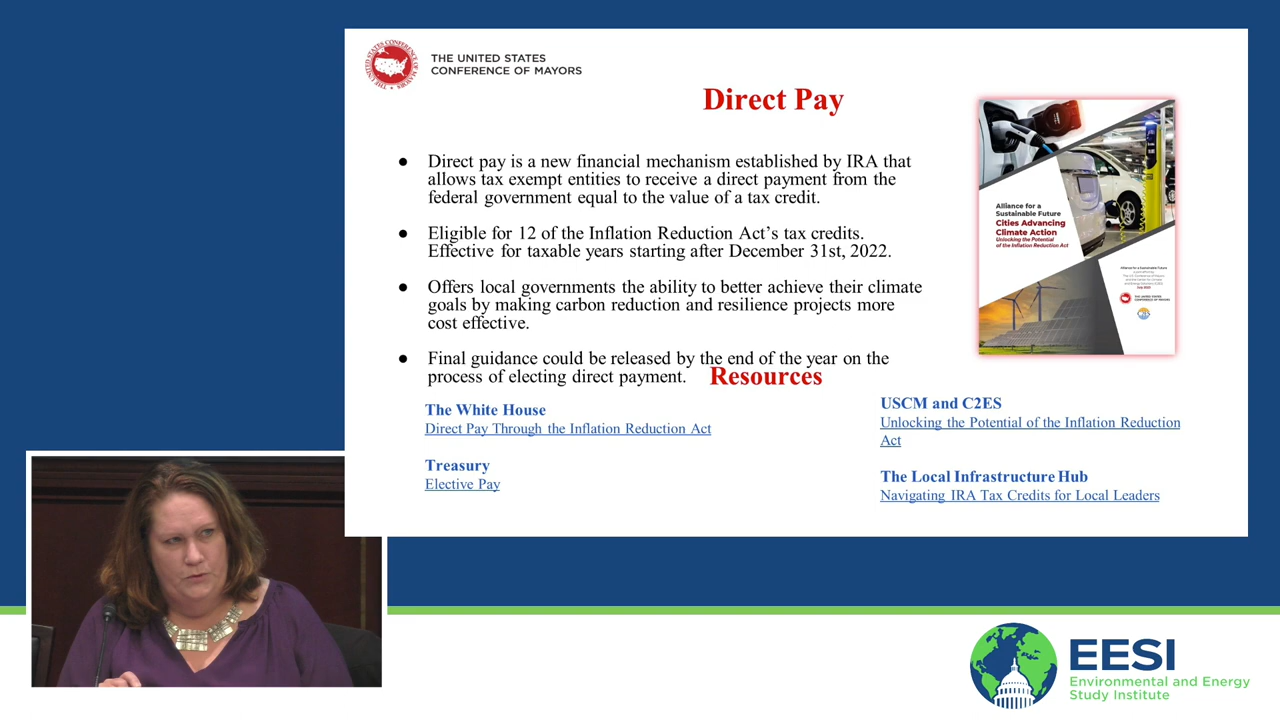 THE UNITED STATES
CONFERENCE OF MAYORS
Direct Pay
● Direct pay is a new financial mechanism established by IRA that
allows tax exempt entities to receive a direct payment from the
federal government equal to the value of a tax credit.
● Eligible for 12 of the Inflation Reduction Act’s tax credits.
Effective for taxable years starting after December 31st, 2022.
● Offers local governments the ability to better achieve their climate
goals by making carbon reduction and resilience projects more
cost effective.
● Final guidance could be released by the end of the year on the
process of electing direct payment.
Alliance for a
Sustainable Future
Cities Advancing
Climate Action
Unlocking the Potential
of the Inflation Reduction Act
THE UNITED STATES
CONFERENCE OF MAYORS
Resources
The White House
Direct Pay Through the Inflation Reduction Act
Treasury
Elective Pay
USCM and C2ES
Unlocking the Potential of the Inflation Reduction
Act
The Local Infrastructure Hub
Navigating IRA Tax Credits for Local Leaders
EESI
Environmental and Energy
Study Institute